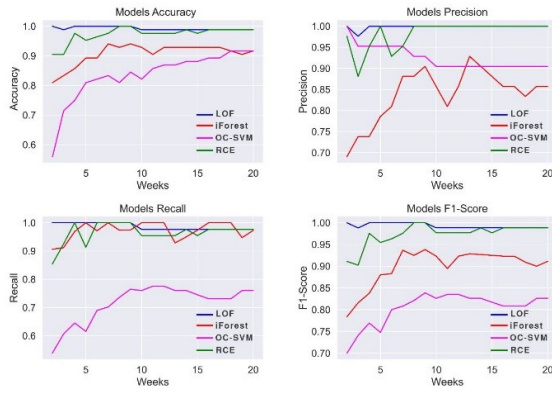 Models Accuracy
1.0
0.9
0.8
0.7
0.6
Accuracy
LOF
iForest
OC-SVM
RCE
5
10
15
20
Weeks
Models Precision
1.00
0.95
0.90
0.85
0.80
0.75
0.70
Precision
LOF
iForest
OC-SVM
RCE
5
10
15
20
Weeks
Models Recall
1.0
0.9
0.8
0.7
0.6
Recall
LOF
iForest
OC-SVM
RCE
5
10
15
20
Weeks
Models F1-Score
1.00
0.95
0.90
0.85
0.80
0.75
0.70
F1-Score
LOF
iForest
OC-SVM
RCE
5
10
15
20
Weeks